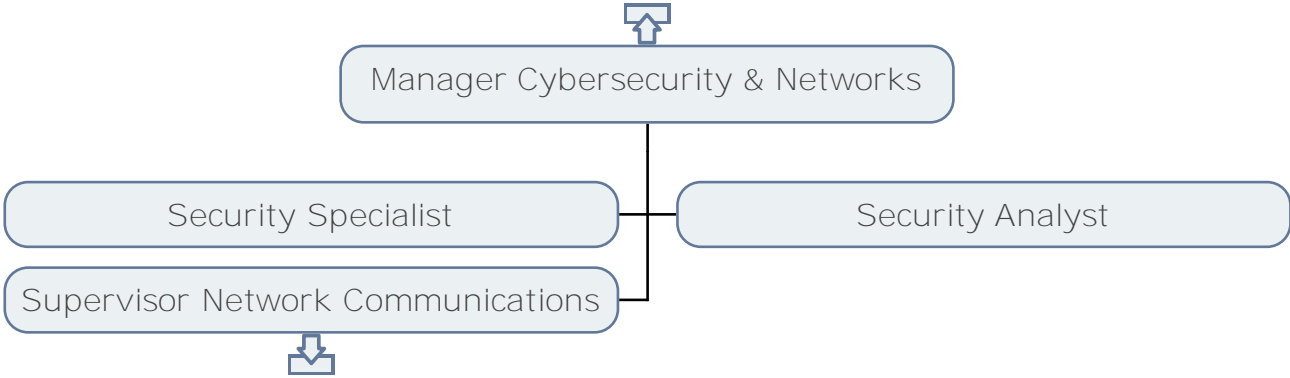 Manager Cybersecurity & Networks
Security Specialist
Security Analyst
Supervisor Network Communications